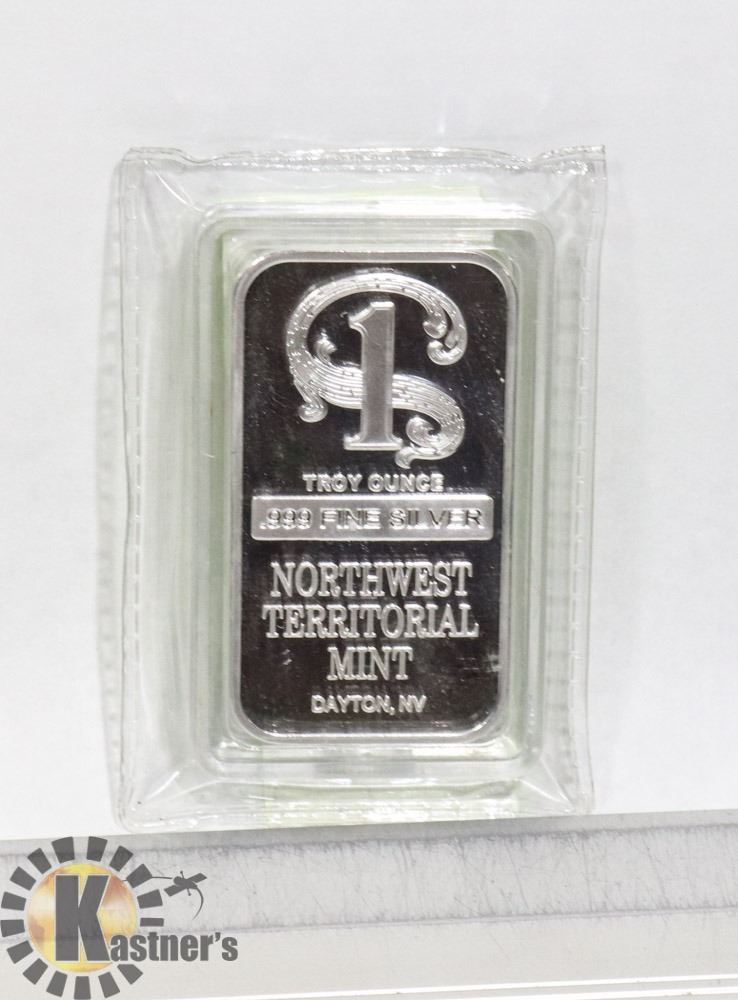 1
TROY OUNCE
.999 FINE SILVER
NORTHWEST
TERRITORIAL
MINT
DAYTON, NV
Kastner's